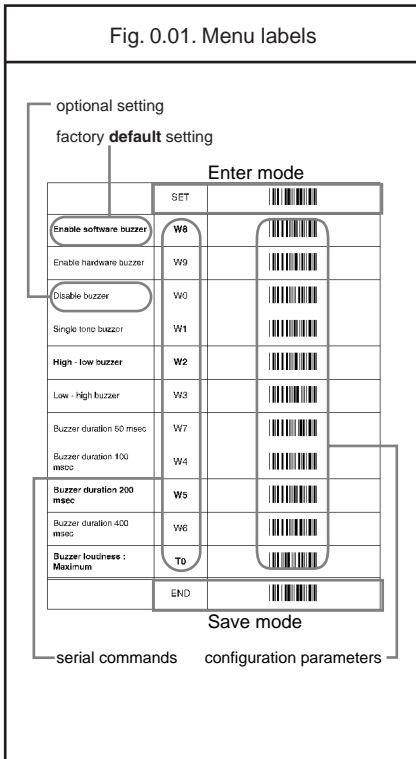 Fig. 0.01. Menu labels
optional setting
factory default setting
Enter mode
SET
Enable software buzzer W8
Enable hardware buzzer W9
Disable buzzer W0
Single tone buzzer W1
High - low buzzer W2
Low - high buzzer W3
Buzzer duration 50 msec W7
Buzzer duration 100
msec W4
Buzzer duration 200
msec W5
Buzzer duration 400
msec W6
Buzzer loudness :
Maximum T0
END
Save mode
serial commands configuration parameters